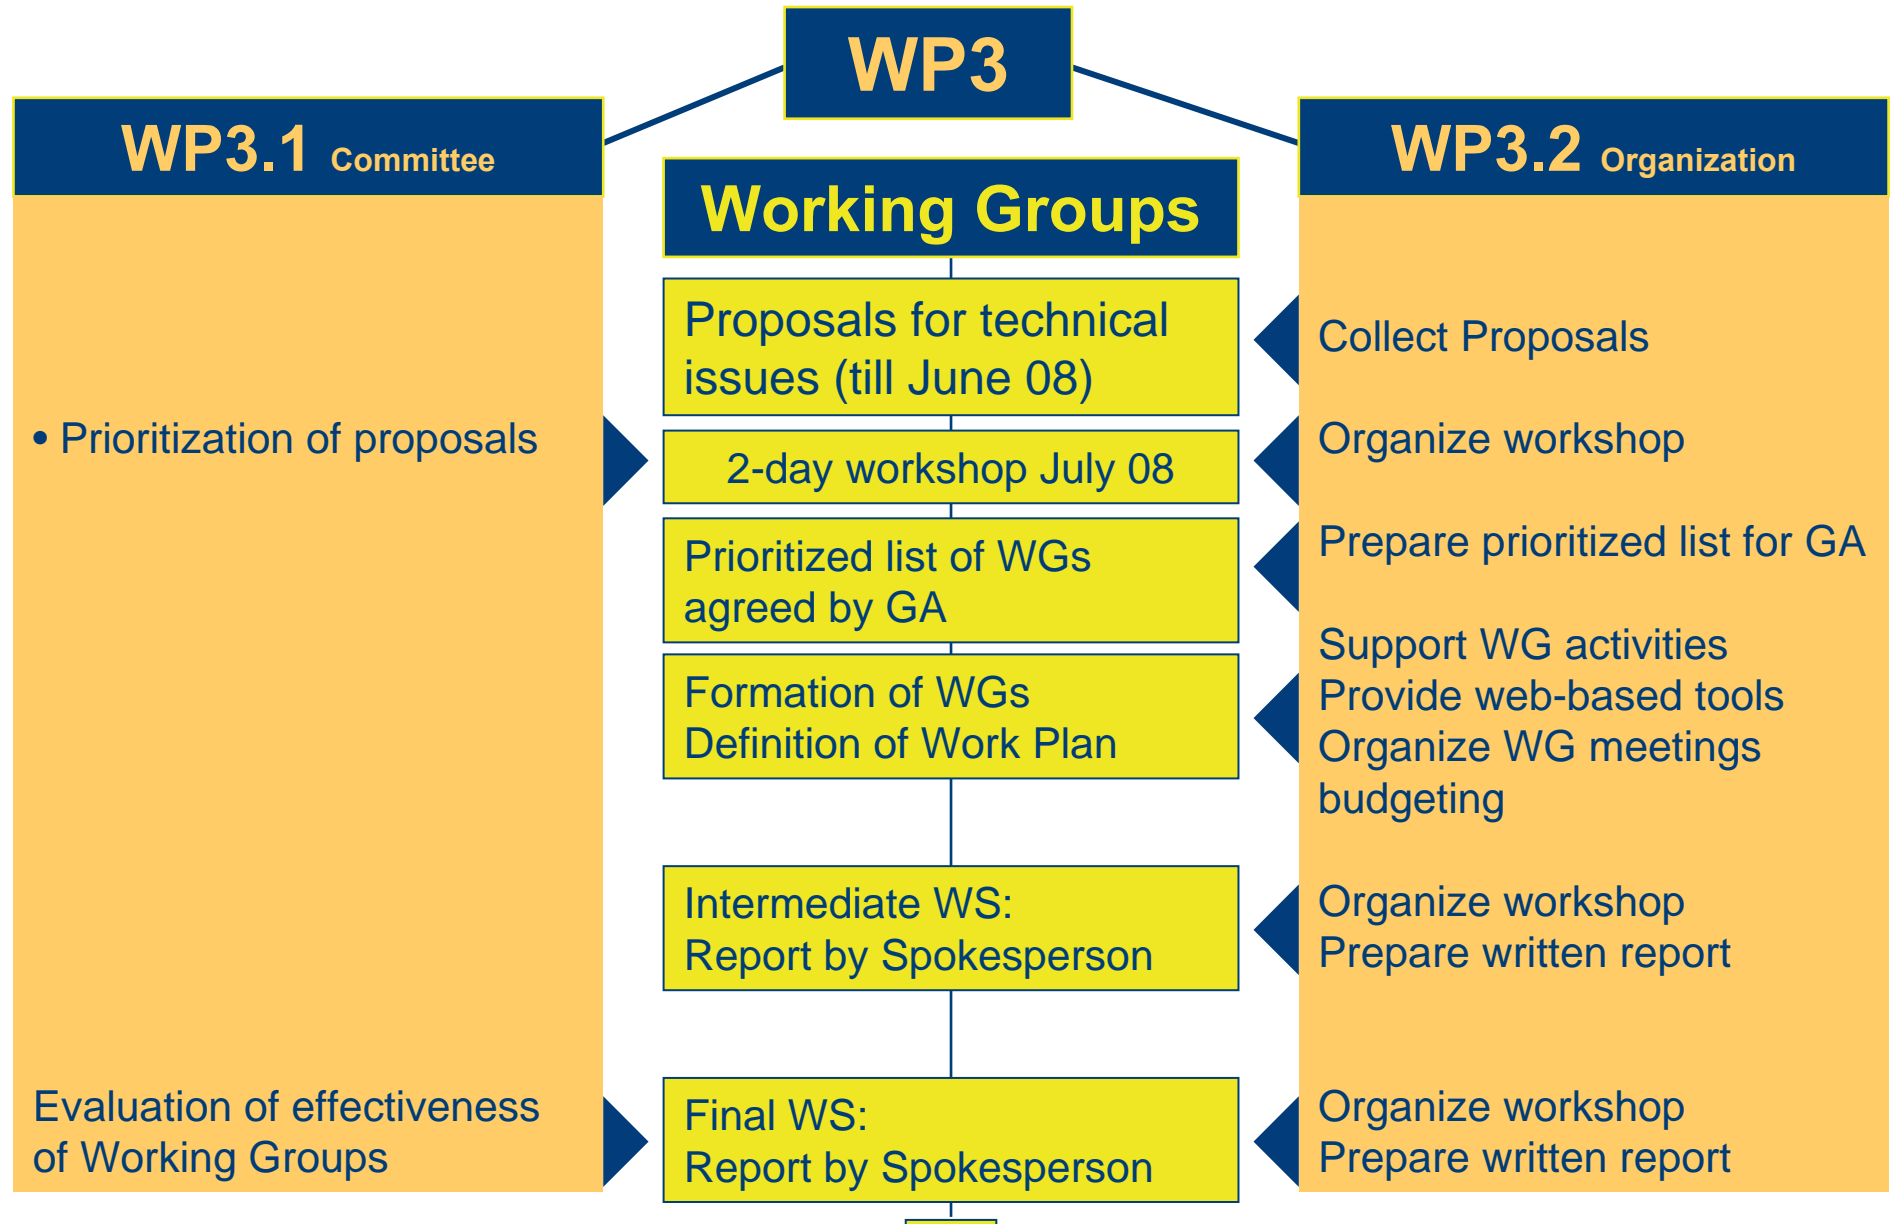 WP3
WP3.1 Committee
• Prioritization of proposals
Evaluation of effectiveness
of Working Groups
Working Groups
Proposals for technical
issues (till June 08)
2-day workshop July 08
Prioritized list of WGs
agreed by GA
Formation of WGs
Definition of Work Plan
Intermediate WS:
Report by Spokesperson
Final WS:
Report by Spokesperson
WP3.2 Organization
Collect Proposals
Organize workshop
Prepare prioritized list for GA
Support WG activities
Provide web-based tools
Organize WG meetings
budgeting
Organize workshop
Prepare written report
Organize workshop
Prepare written report